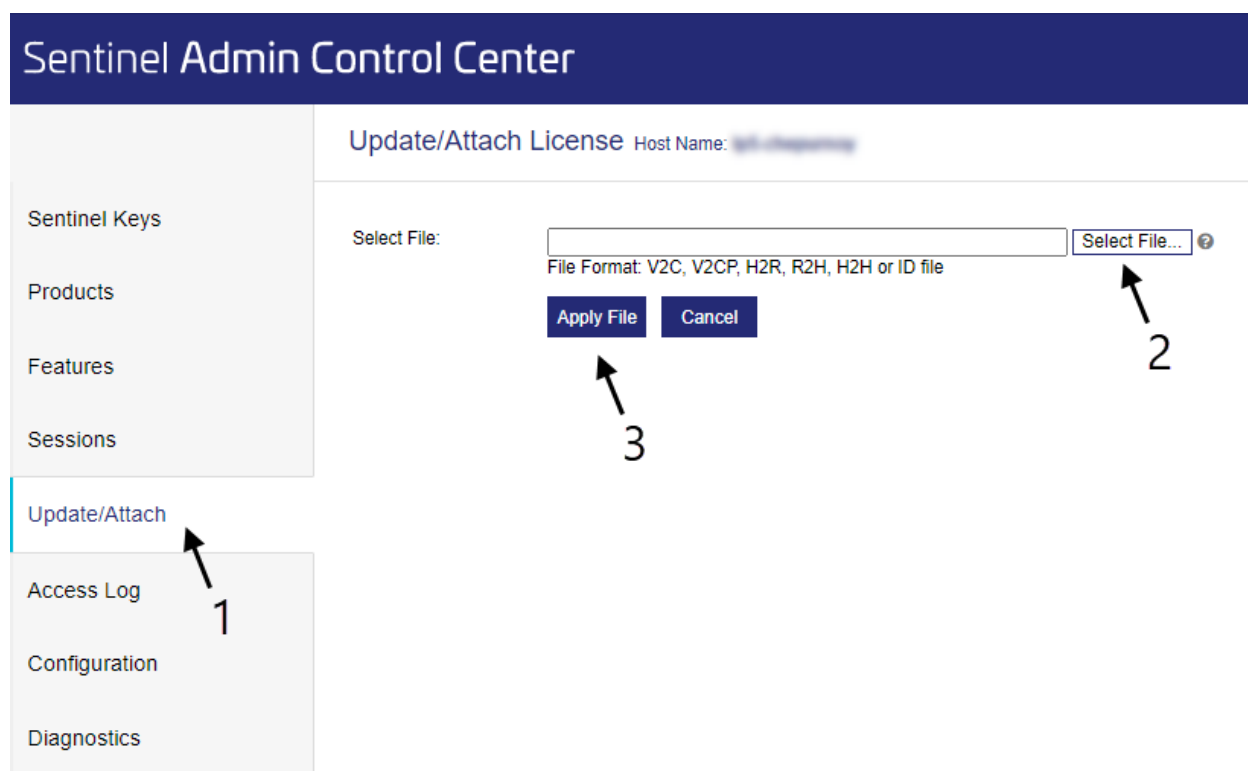 Sentinel Admin Control Center
Update/Attach License Host Name:
Sentinel Keys
Products
Features
Sessions
Update/Attach
Access Log
Configuration
Diagnostics
Select File:
Select File... ?
File Format: V2C, V2CP, H2R, R2H, H2H or ID file
Apply File Cancel
1
2
3